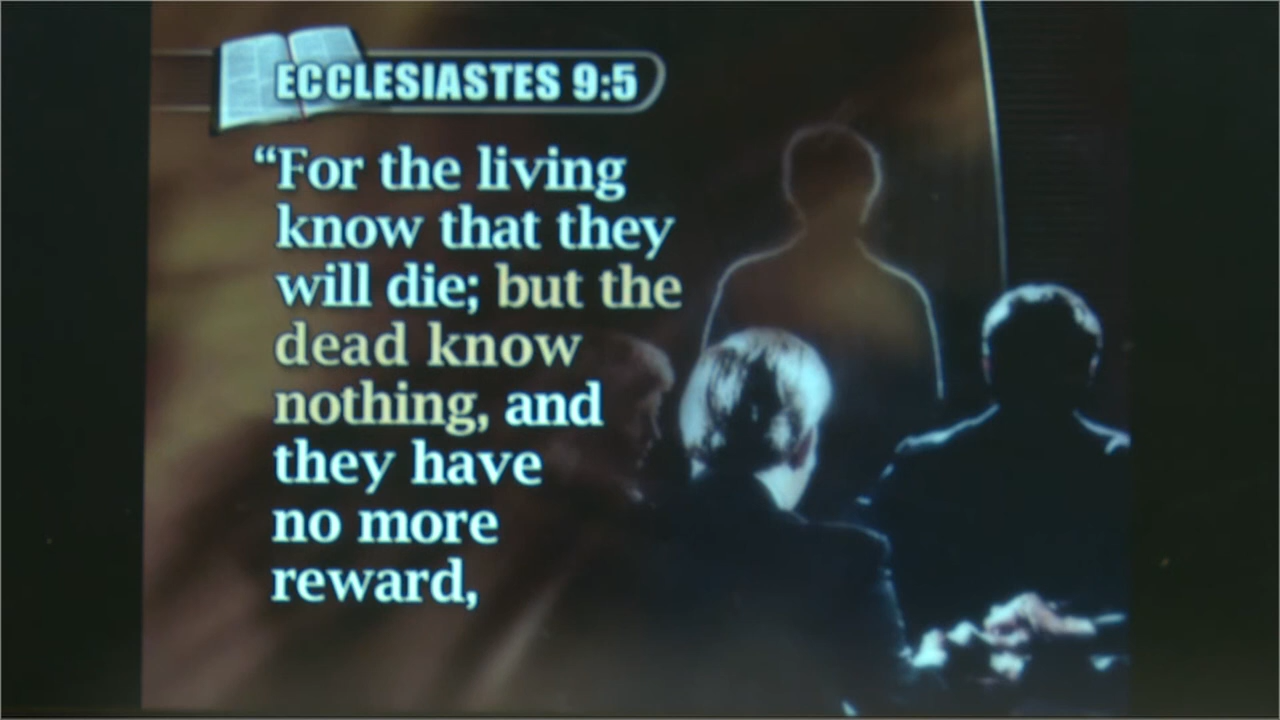 ECCLESIASTES 9:5
“For the living
know that they
will die; but the
dead know
nothing, and
they have
no more
reward,